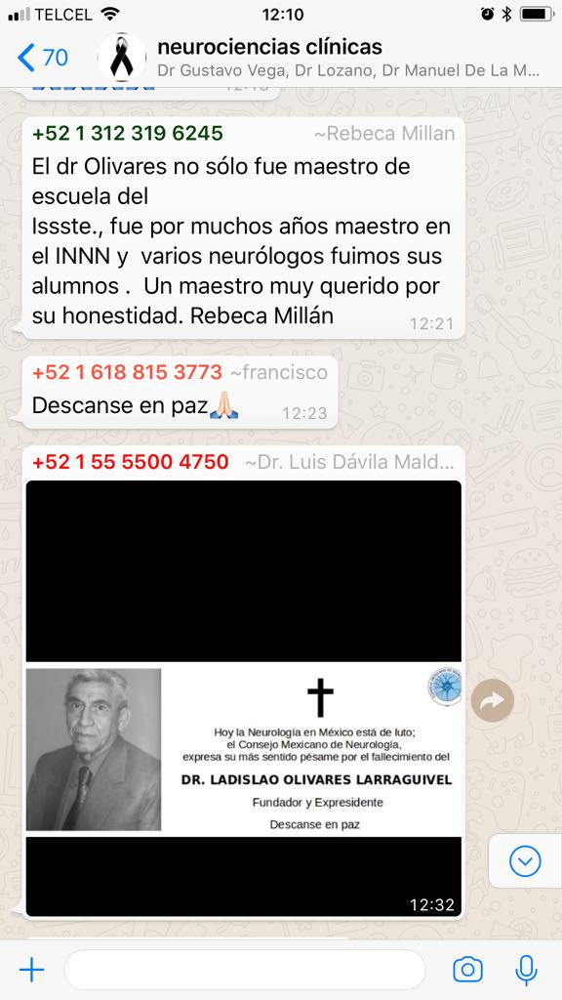 TELCEL
12:10
70
neurociencias clínicas
Dr Gustavo Vega, Dr Lozano, Dr Manuel De La M...
+52 1 312 319 6245 ~Rebeca Millan
El dr Olivares no sólo fue maestro de
escuela del
Issste., fue por muchos años maestro en
el INNN y varios neurólogos fuimos sus
alumnos . Un maestro muy querido por
su honestidad. Rebeca Millán
12:21
+52 1 618 815 3773 ~francisco
Descanse en paz🙏🏻
12:23
+52 1 55 5500 4750 ~Dr. Luis Dávila Mald...
Hoy la Neurología en México está de luto;
el Consejo Mexicano de Neurología,
expresa su más sentido pésame por el fallecimiento del
DR. LADISLAO OLIVARES LARRAGUIVEL
Fundador y Expresidente
Descanse en paz
12:32